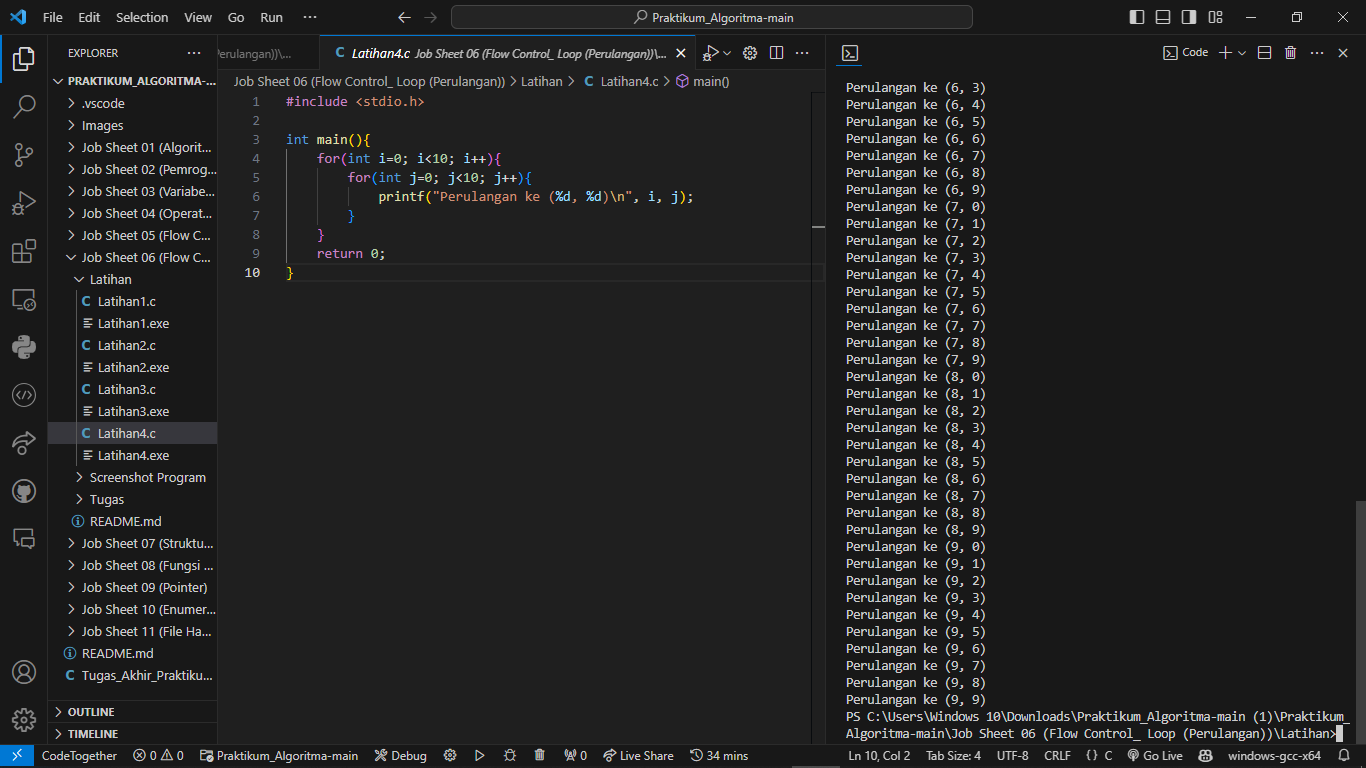 File Edit Selection View Go Run ···
Praktikum_Algoritma-main
EXPLORER
PRAKTIKUM_ALGORITMA-...
.vscode
Images
Job Sheet 01 (Algorit...
Job Sheet 02 (Pemrog...
Job Sheet 03 (Variabe...
Job Sheet 04 (Operat...
Job Sheet 05 (Flow C...
Job Sheet 06 (Flow C...
Latihan
C Latihan1.c
Latihan1.exe
C Latihan2.c
Latihan2.exe
C Latihan3.c
Latihan3.exe
C Latihan4.c
Latihan4.exe
Screenshot Program
Tugas
README.md
Job Sheet 07 (Struktu...
Job Sheet 08 (Fungsi ...
Job Sheet 09 (Pointer)
Job Sheet 10 (Enumer...
Job Sheet 11 (File Ha...
README.md
C Tugas_Akhir_Praktiku...
OUTLINE
TIMELINE
Perulangan))\...
C Latihan4.c Job Sheet 06 (Flow Control_ Loop (Perulangan))\...
Job Sheet 06 (Flow Control_ Loop (Perulangan)) > Latihan > C Latihan4.c > main()
1 #include <stdio.h>
2
3 int main(){
4 for(int i=0; i<10; i++){
5 for(int j=0; j<10; j++){
6 printf("Perulangan ke (%d, %d)\n", i, j);
7 }
8 }
9 return 0;
10 }
Code
Perulangan ke (6, 3)
Perulangan ke (6, 4)
Perulangan ke (6, 5)
Perulangan ke (6, 6)
Perulangan ke (6, 7)
Perulangan ke (6, 8)
Perulangan ke (6, 9)
Perulangan ke (7, 0)
Perulangan ke (7, 1)
Perulangan ke (7, 2)
Perulangan ke (7, 3)
Perulangan ke (7, 4)
Perulangan ke (7, 5)
Perulangan ke (7, 6)
Perulangan ke (7, 7)
Perulangan ke (7, 8)
Perulangan ke (7, 9)
Perulangan ke (8, 0)
Perulangan ke (8, 1)
Perulangan ke (8, 2)
Perulangan ke (8, 3)
Perulangan ke (8, 4)
Perulangan ke (8, 5)
Perulangan ke (8, 6)
Perulangan ke (8, 7)
Perulangan ke (8, 8)
Perulangan ke (8, 9)
Perulangan ke (9, 0)
Perulangan ke (9, 1)
Perulangan ke (9, 2)
Perulangan ke (9, 3)
Perulangan ke (9, 4)
Perulangan ke (9, 5)
Perulangan ke (9, 6)
Perulangan ke (9, 7)
Perulangan ke (9, 8)
Perulangan ke (9, 9)
PS C:\Users\Windows 10\Downloads\Praktikum_Algoritma-main (1)\Praktikum_
Algoritma-main\Job Sheet 06 (Flow Control_ Loop (Perulangan))\Latihan>
CodeTogether 0 0 Praktikum_Algoritma-main Debug 0 Live Share 34 mins Ln 10, Col 2 Tab Size: 4 UTF-8 CRLF {} C Go Live windows-gcc-x64